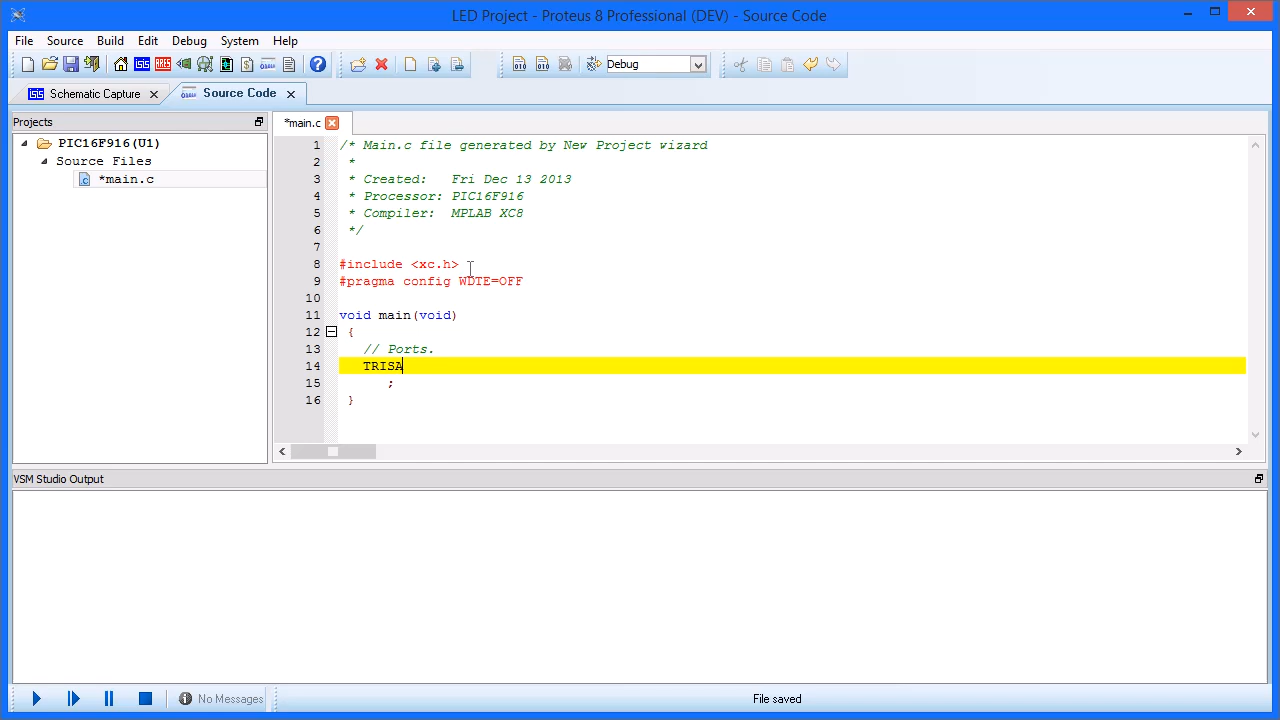 LED Project - Proteus 8 Professional (DEV) - Source Code
File Source Build Edit Debug System Help
Debug
Schematic Capture Source Code
Projects
PIC16F916(U1)
Source Files
*main.c
*main.c
1 /* Main.c file generated by New Project wizard
2 *
3 * Created: Fri Dec 13 2013
4 * Processor: PIC16F916
5 * Compiler: MPLAB XC8
6 */
7
8 #include <xc.h>
9 #pragma config WDTE=OFF
10
11 void main(void)
12 {
13 // Ports.
14 TRISA
15 ;
16 }
VSM Studio Output
No Messages
File saved